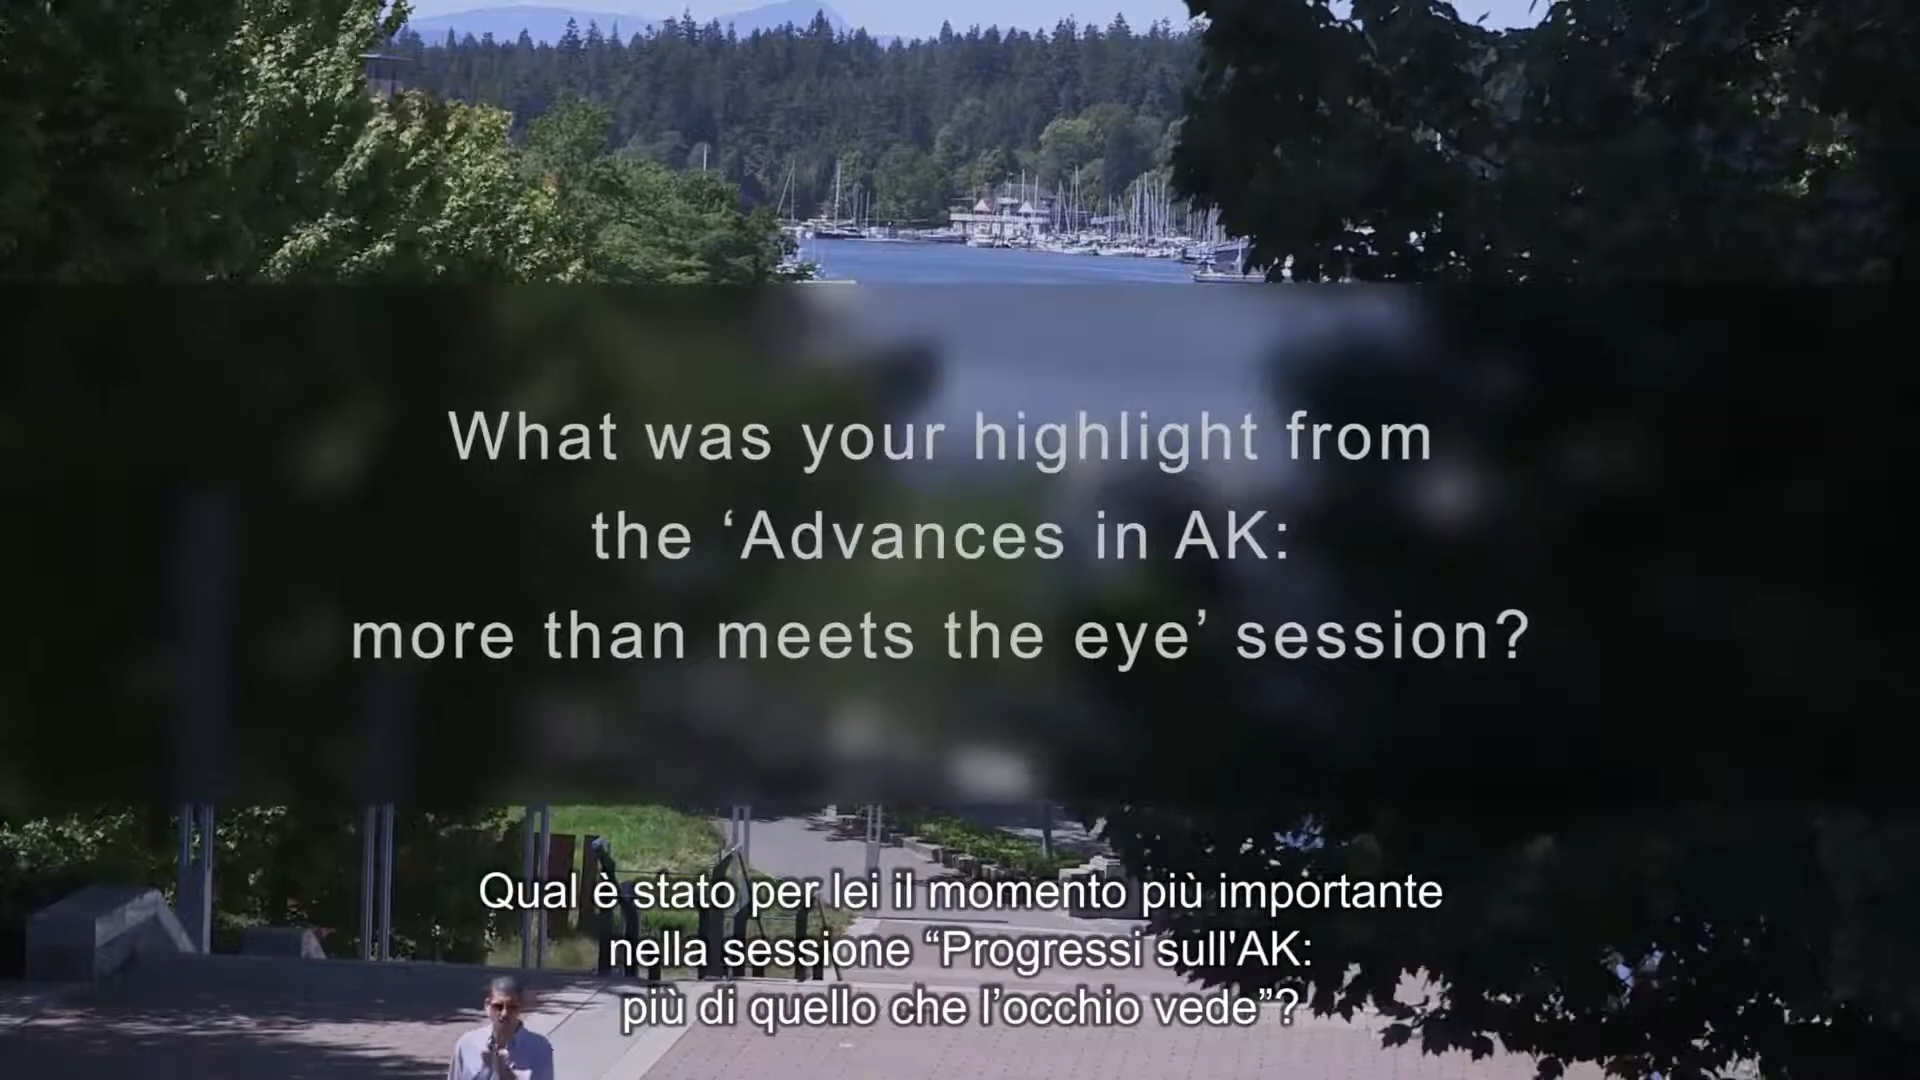 What was your highlight from
the ‘Advances in AK:
more than meets the eye’ session?
Qual è stato per lei il momento più importante
nella sessione “Progressi sull'AK:
più di quello che l’occhio vede”?